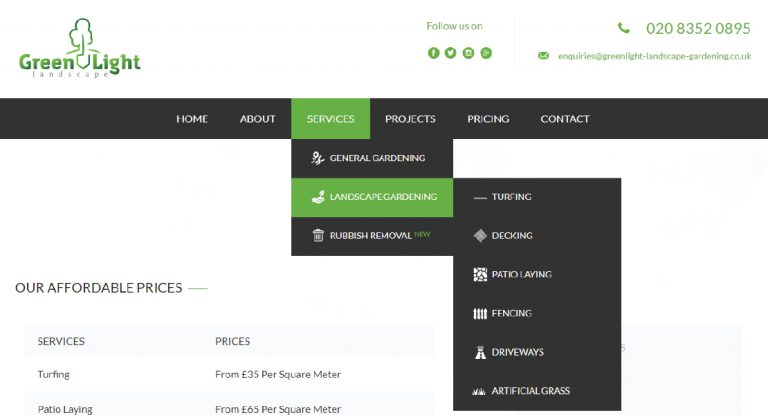 Green Light
landscape
Follow us on
020 8352 0895
enquiries@greenlight-landscape-gardening.co.uk
HOME ABOUT SERVICES PROJECTS PRICING CONTACT
GENERAL GARDENING
LANDSCAPE GARDENING
RUBBISH REMOVAL NEW
TURFING
DECKING
PATIO LAYING
FENCING
DRIVEWAYS
ARTIFICIAL GRASS
OUR AFFORDABLE PRICES
SERVICES PRICES
Turfing From £35 Per Square Meter
Patio Laying From £65 Per Square Meter